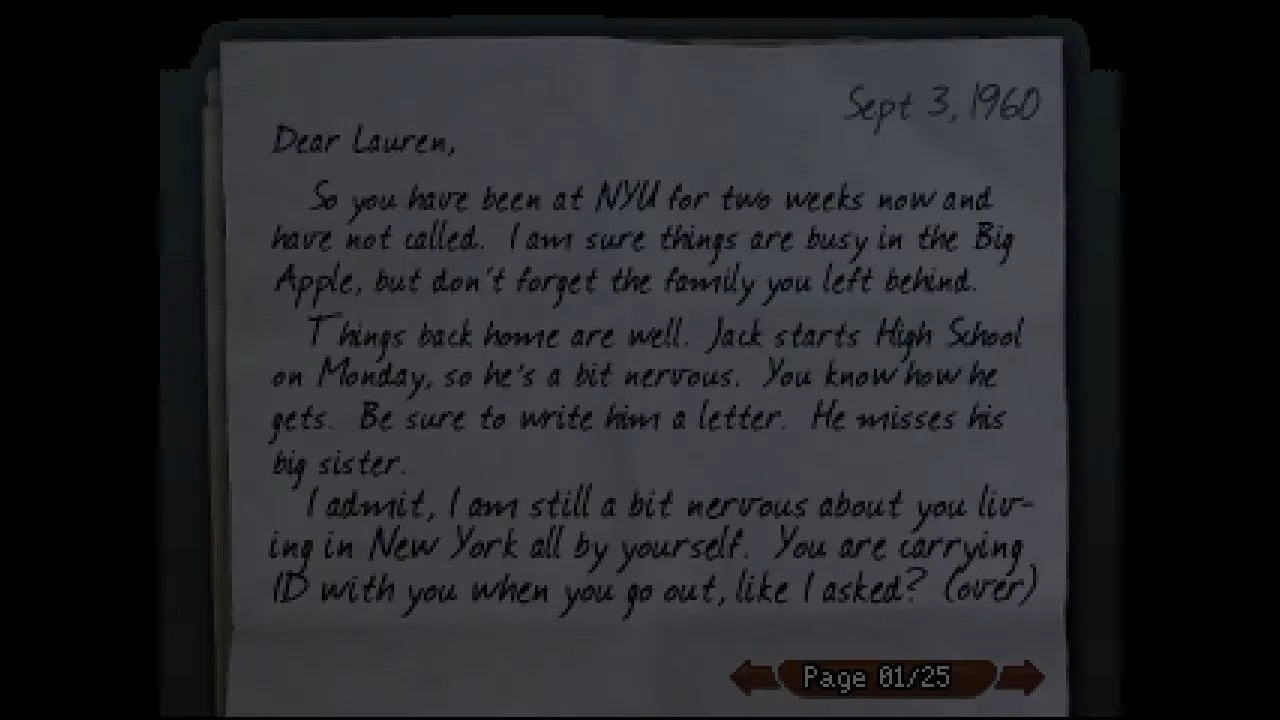 Sept 3, 1960
Dear Lauren,
So you have been at NYU for two weeks now and
have not called. I am sure things are busy in the Big
Apple, but don't forget the family you left behind.
Things back home are well. Jack starts High School
on Monday, so he's a bit nervous. You know how he
gets. Be sure to write him a letter. He misses his
big sister.
I admit, I am still a bit nervous about you liv-
ing in New York all by yourself. You are carrying
ID with you when you go out, like I asked? (over)
Page 01/25